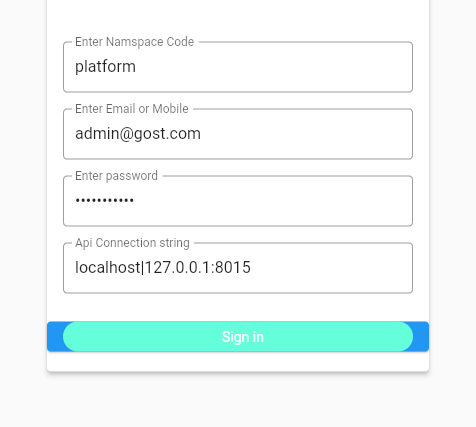 Enter Namspace Code
platform
Enter Email or Mobile
admin@gost.com
Enter password
•••••••••••
Api Connection string
localhost|127.0.0.1:8015
Sign in